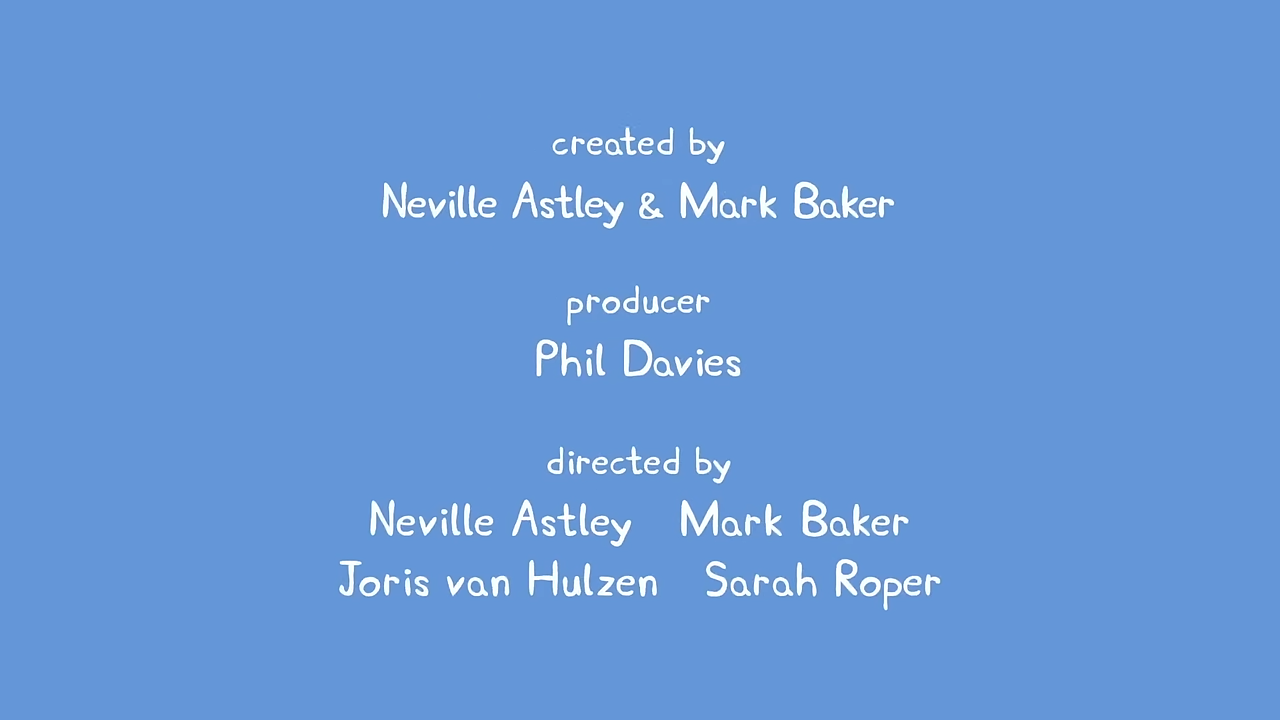 created by
Neville Astley & Mark Baker
producer
Phil Davies
directed by
Neville Astley Mark Baker
Joris van Hulzen Sarah Roper